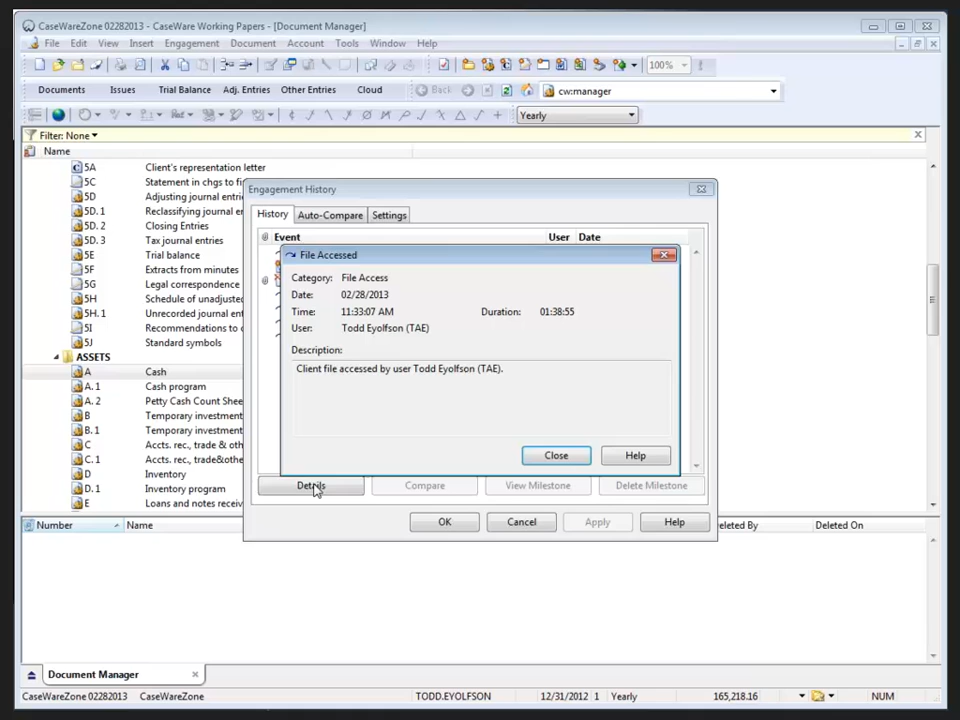 CaseWareZone 02282013 - CaseWare Working Papers - [Document Manager]
File Edit View Insert Engagement Document Account Tools Window Help
100%
Documents Issues Trial Balance Adj. Entries Other Entries Cloud Back cw:manager
Yearly
Filter: None
Name
5A Client's representation letter
5C Statement in chgs to fi
5D Adjusting journal entrie
5D. 1 Reclassifying journal er
5D. 2 Closing Entries
5D. 3 Tax journal entries
5E Trial balance
5F Extracts from minutes
5G Legal correspondence
5H Schedule of unadjusted
5H. 1 Unrecorded journal ent
5I Recommendations to c
5J Standard symbols
ASSETS
A Cash
A. 1 Cash program
A. 2 Petty Cash Count Shee
B Temporary investment
B. 1 Temporary investment
C Accts. rec., trade & oth
C. 1 Accts. rec., trade&othe
D Inventory
D. 1 Inventory program
E Loans and notes receiv
Engagement History
History Auto-Compare Settings
Event User Date
File Accessed
Category: File Access
Date: 02/28/2013
Time: 11:33:07 AM Duration: 01:38:55
User: Todd Eyolfson (TAE)
Description:
Client file accessed by user Todd Eyolfson (TAE).
Close Help
Details Compare View Milestone Delete Milestone
OK Cancel Apply Help
Number Name eleted By Deleted On
Document Manager
CaseWareZone 02282013 CaseWareZone TODD.EYOLFSON 12/31/2012 1 Yearly 165,218.16 NUM